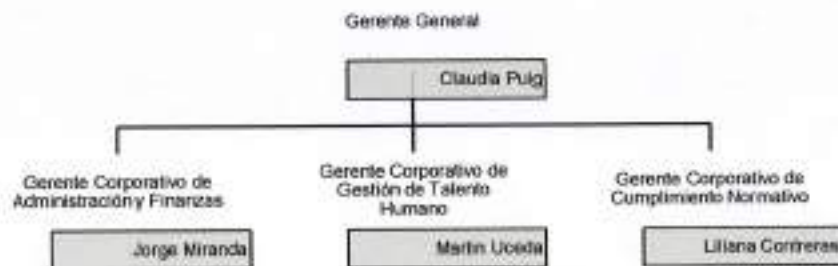 Gerente General
Claudia Puig
Gerente Corporativo de
Administración y Finanzas
Jorge Miranda
Gerente Corporativo de
Gestión de Talento
Humano
Martin Uceda
Gerente Corporativo de
Cumplimiento Normativo
Liliana Contreras